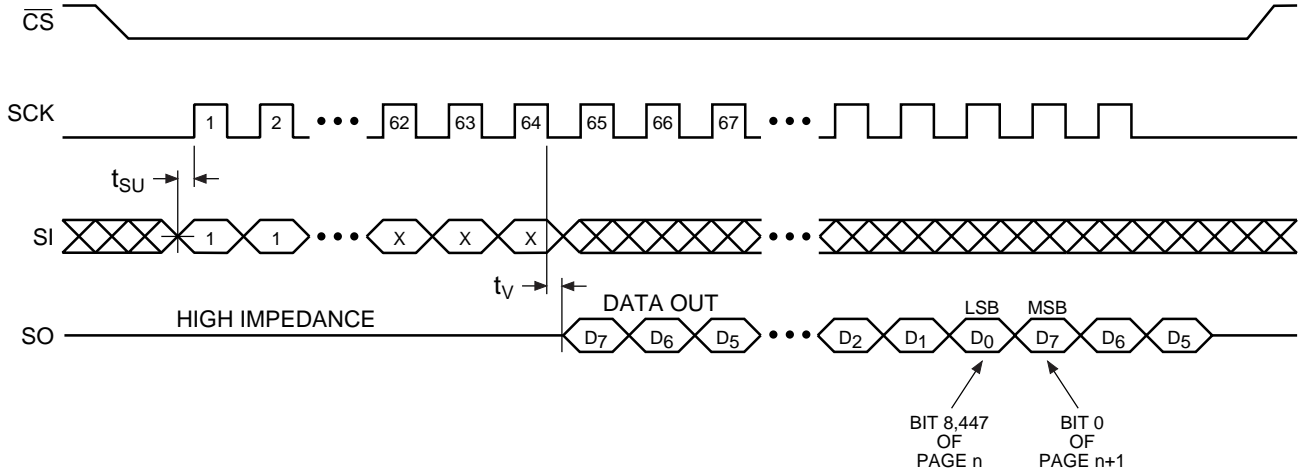 CS
SCK
1 2 ••• 62 63 64 65 66 67 •••
tSU
SI
1 1 ••• X X X •••
tV
DATA OUT
LSB MSB
HIGH IMPEDANCE
SO
D7 D6 D5 ••• D2 D1 D0 D7 D6 D5
BIT 8,447
OF
PAGE n
BIT 0
OF
PAGE n+1